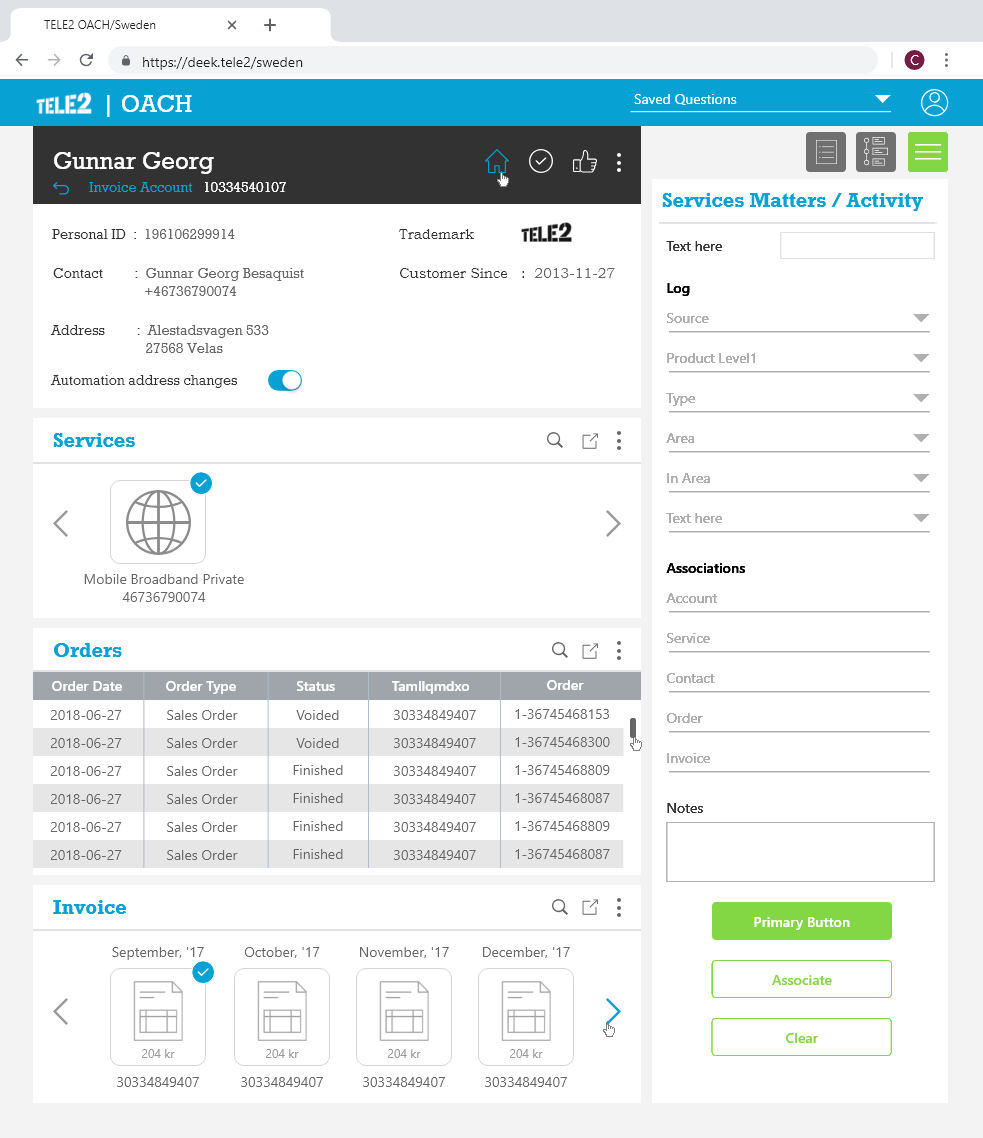 TELE2 OACH/Sweden
https://deek.tele2/sweden
C
TELE2 | OACH
Saved Questions
Gunnar Georg
Invoice Account 10334540107
Personal ID : 196106299914
Trademark TELE2
Contact : Gunnar Georg Besaquist
+46736790074
Customer Since : 2013-11-27
Address : Alestadsvagen 533
27568 Velas
Automation address changes
Services
Mobile Broadband Private
46736790074
Orders
Order Date Order Type Status Tamllqmdxo Order
2018-06-27 Sales Order Voided 30334849407 1-36745468153
2018-06-27 Sales Order Voided 30334849407 1-36745468300
2018-06-27 Sales Order Finished 30334849407 1-36745468809
2018-06-27 Sales Order Finished 30334849407 1-36745468087
2018-06-27 Sales Order Finished 30334849407 1-36745468809
2018-06-27 Sales Order Finished 30334849407 1-36745468087
Invoice
September, '17 October, '17 November, '17 December, '17
204 kr 204 kr 204 kr 204 kr
30334849407 30334849407 30334849407 30334849407
Services Matters / Activity
Text here
Log
Source
Product Level1
Type
Area
In Area
Text here
Associations
Account
Service
Contact
Order
Invoice
Notes
Primary Button
Associate
Clear